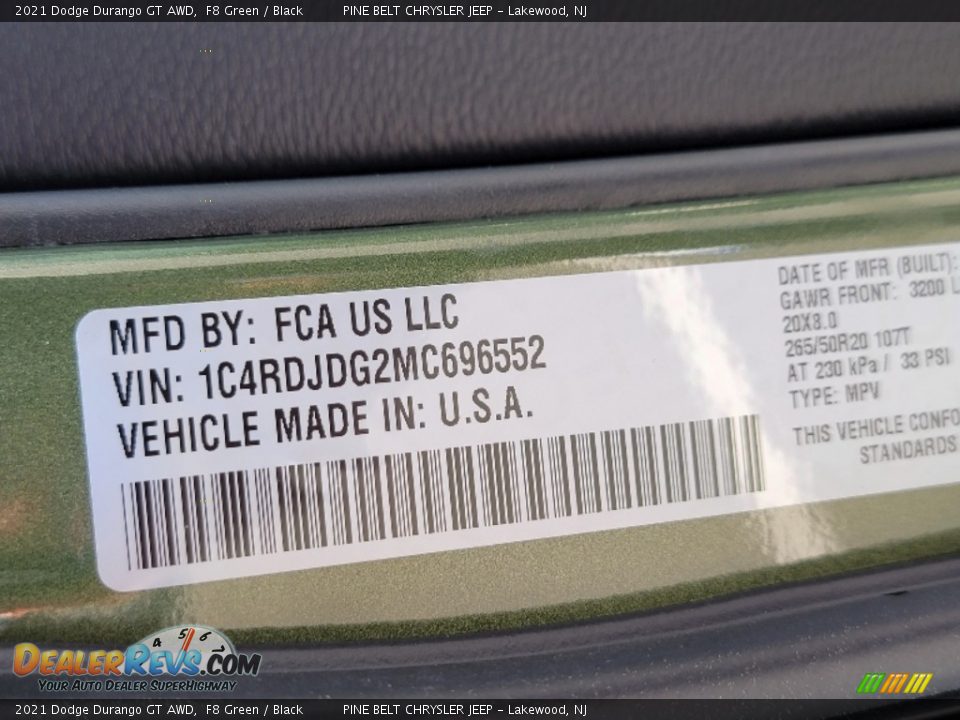 2021 Dodge Durango GT AWD,  F8 Green / Black          PINE BELT CHRYSLER JEEP – Lakewood, NJ
MFD BY: FCA US LLC
VIN: 1C4RDJDG2MC696552
VEHICLE MADE IN: U.S.A.
DATE OF MFR (BUILT):
GAWR FRONT: 3200 L
20X8.0
265/50R20 107T
AT 230 kPa / 33 PSI
TYPE: MPV
THIS VEHICLE CONFO
STANDARDS
4 5 6
DEALERREVS.COM
YOUR AUTO DEALER SUPERHIGHWAY
2021 Dodge Durango GT AWD,  F8 Green / Black          PINE BELT CHRYSLER JEEP – Lakewood, NJ